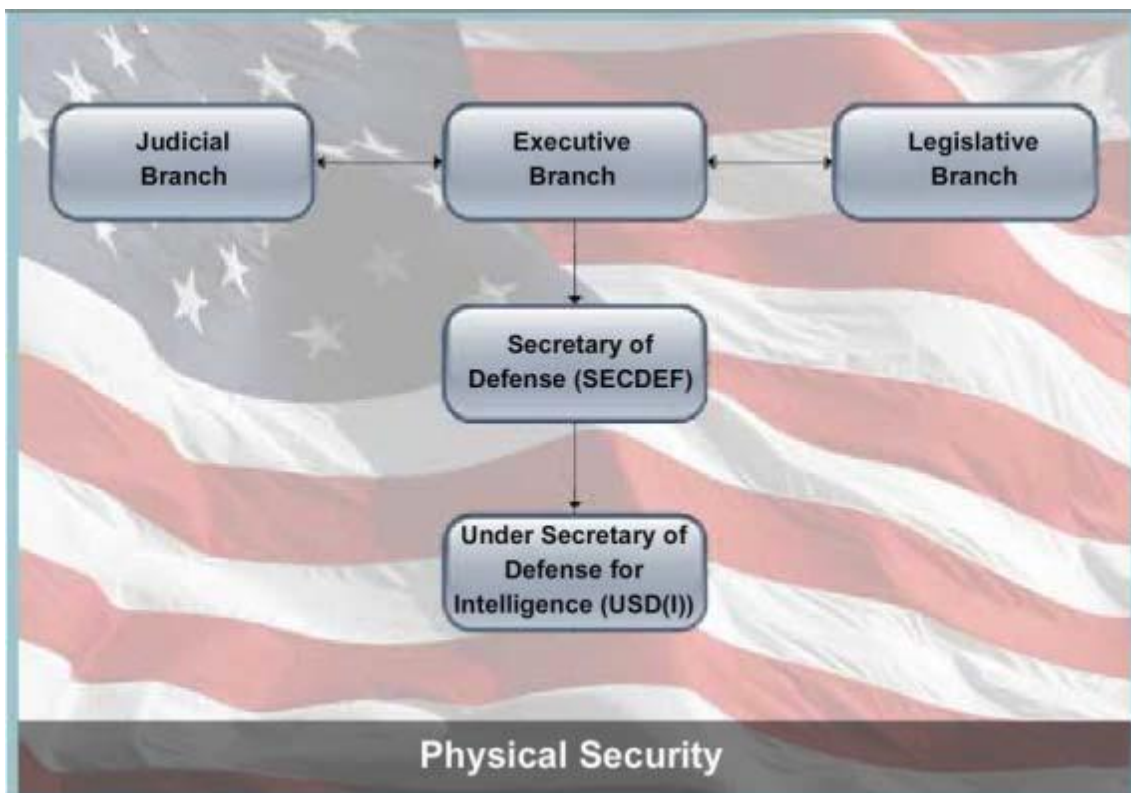 Judicial
Branch
Executive
Branch
Legislative
Branch
Secretary of
Defense (SECDEF)
Under Secretary of
Defense for
Intelligence (USD(I))
Physical Security